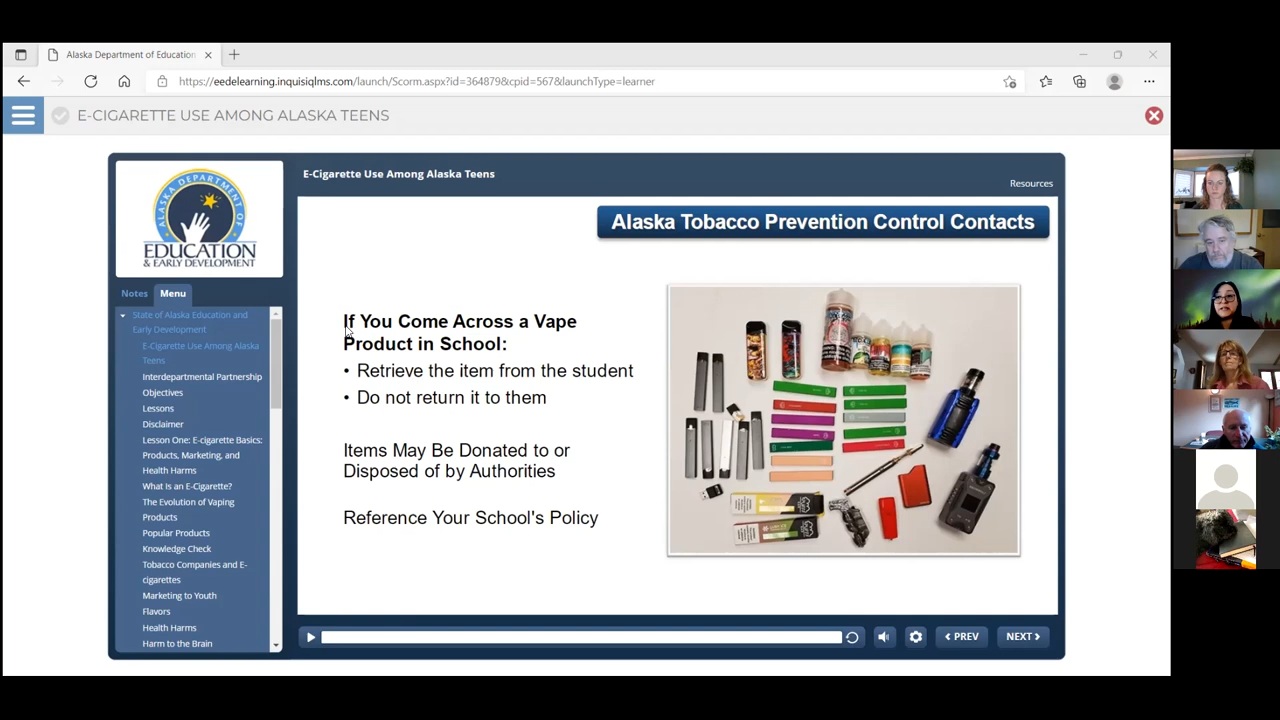 Alaska Department of Education
https://eedelearning.inquisiqlms.com/launch/Scorm.aspx?id=364879&cpid=567&launchType=learner
E-CIGARETTE USE AMONG ALASKA TEENS
E-Cigarette Use Among Alaska Teens
Resources
ALASKA DEPARTMENT OF
EDUCATION
& EARLY DEVELOPMENT
Notes
Menu
State of Alaska Education and
Early Development
E-Cigarette Use Among Alaska
Teens
Interdepartmental Partnership
Objectives
Lessons
Disclaimer
Lesson One: E-cigarette Basics:
Products, Marketing, and
Health Harms
What Is an E-Cigarette?
The Evolution of Vaping
Products
Popular Products
Knowledge Check
Tobacco Companies and E-
cigarettes
Marketing to Youth
Flavors
Health Harms
Harm to the Brain
Alaska Tobacco Prevention Control Contacts
If You Come Across a Vape
Product in School:
• Retrieve the item from the student
• Do not return it to them
Items May Be Donated to or
Disposed of by Authorities
Reference Your School's Policy
PREV
NEXT